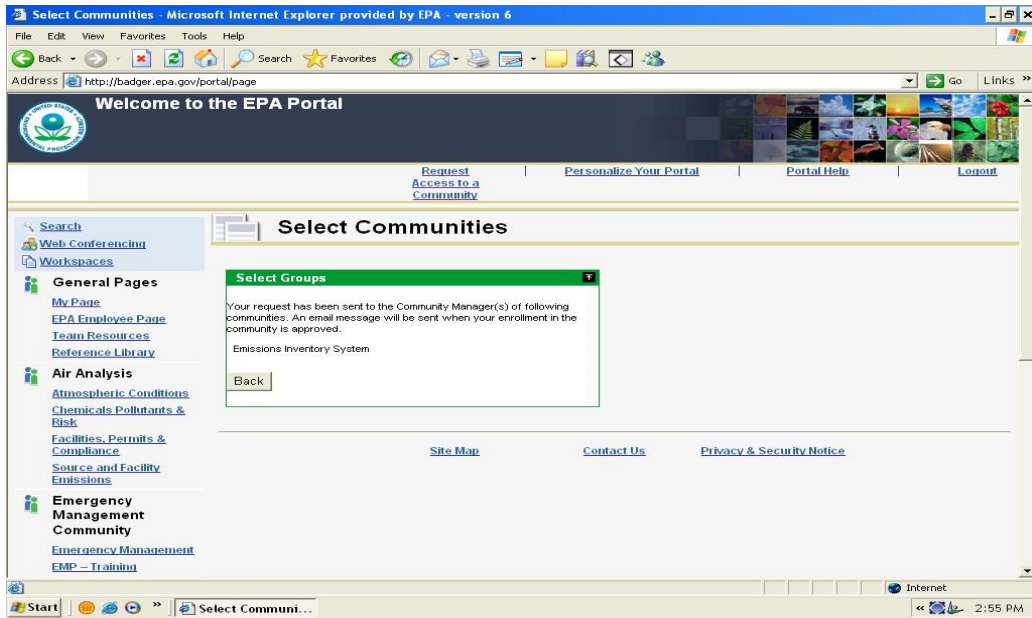 Select Communities - Microsoft Internet Explorer provided by EPA - version 6
File Edit View Favorites Tools Help
Back Search Favorites
Address http://badger.epa.gov/portal/page Go Links »
Welcome to the EPA Portal
Request Access to a Community | Personalize Your Portal | Portal Help | Logout
Search
Web Conferencing
Workspaces
General Pages
My Page
EPA Employee Page
Team Resources
Reference Library
Air Analysis
Atmospheric Conditions
Chemicals Pollutants &
Risk
Facilities, Permits &
Compliance
Source and Facility
Emissions
Emergency
Management
Community
Emergency Management
EMP – Training
Select Communities
Select Groups
Your request has been sent to the Community Manager(s) of following
communities. An email message will be sent when your enrollment in the
community is approved.
Emissions Inventory System
Back
Site Map Contact Us Privacy & Security Notice
Internet
Start » Select Communi... « 2:55 PM